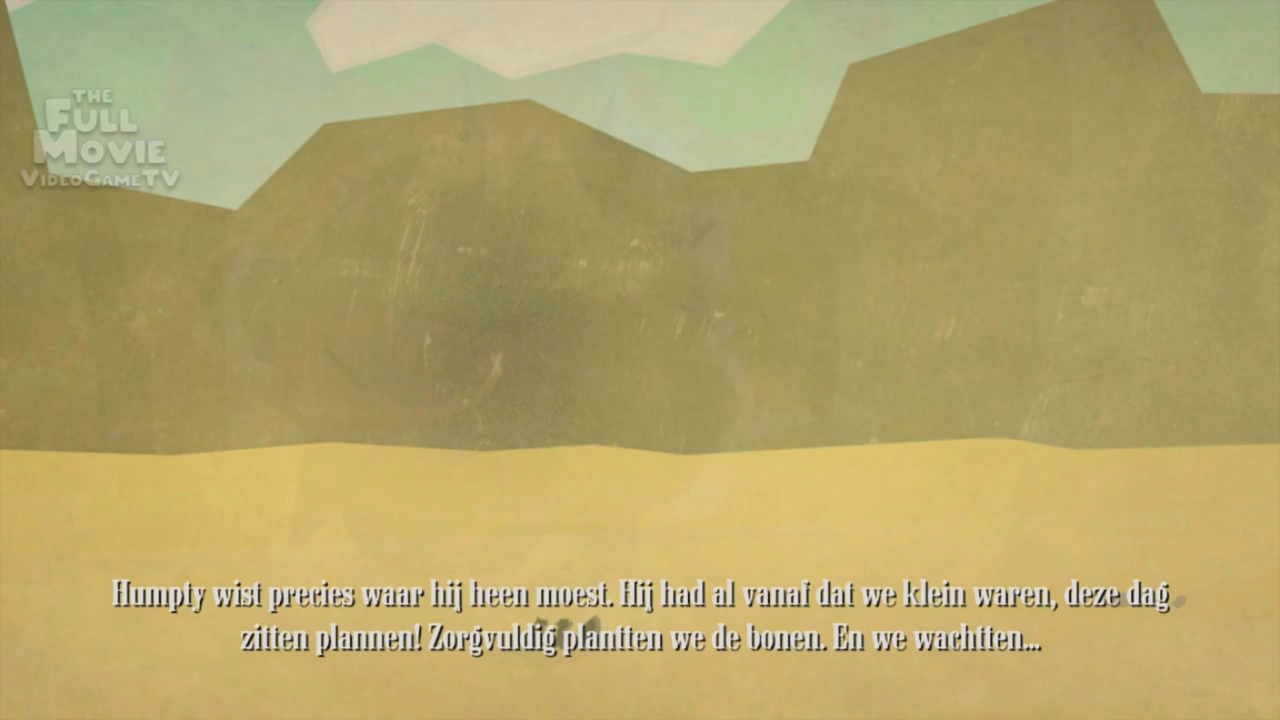 THE
FULL
MOVIE
VIDEOGAMETV
Humpty wist precies waar hij heen moest. Hij had al vanaf dat we klein waren, deze dag
zitten plannen! Zorgvuldig plantten we de bonen. En we wachtten...